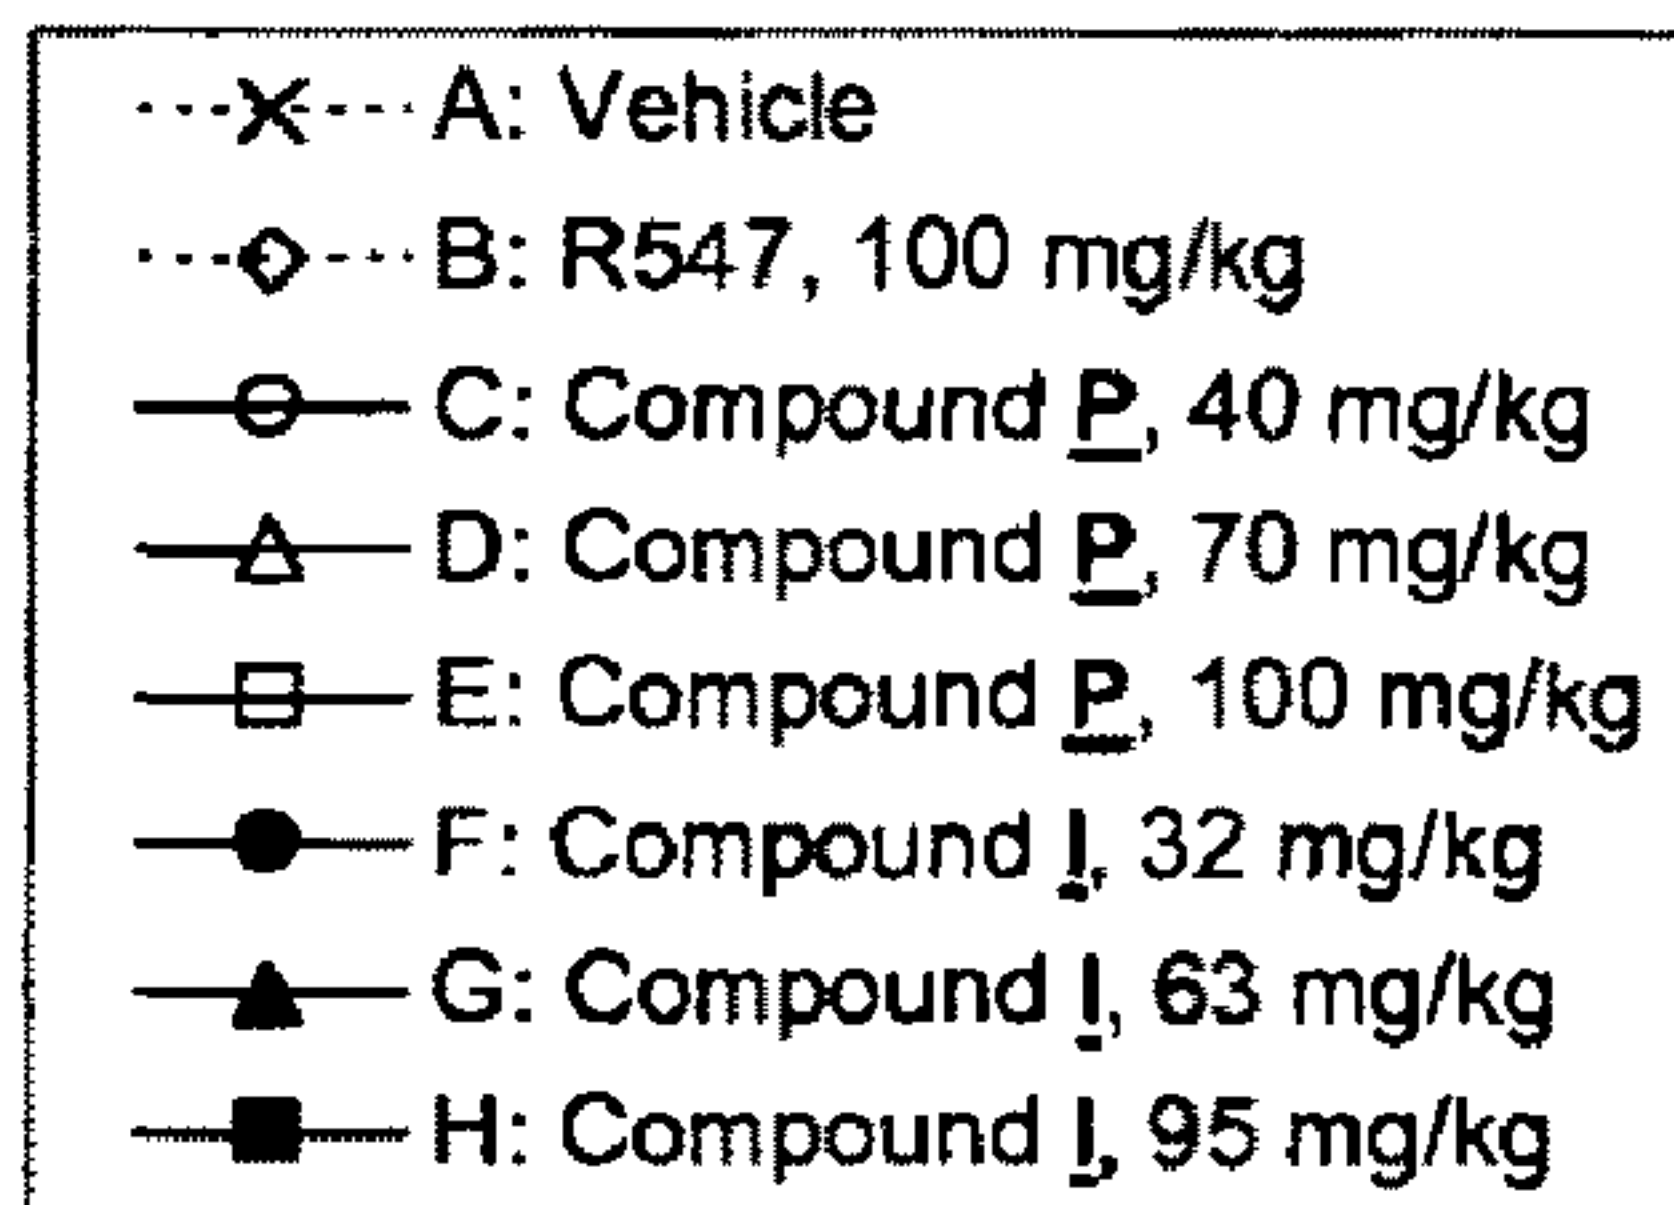 A: Vehicle
B: R547, 100 mg/kg
C: Compound P, 40 mg/kg
D: Compound P, 70 mg/kg
E: Compound P, 100 mg/kg
F: Compound I, 32 mg/kg
G: Compound I, 63 mg/kg
H: Compound I, 95 mg/kg